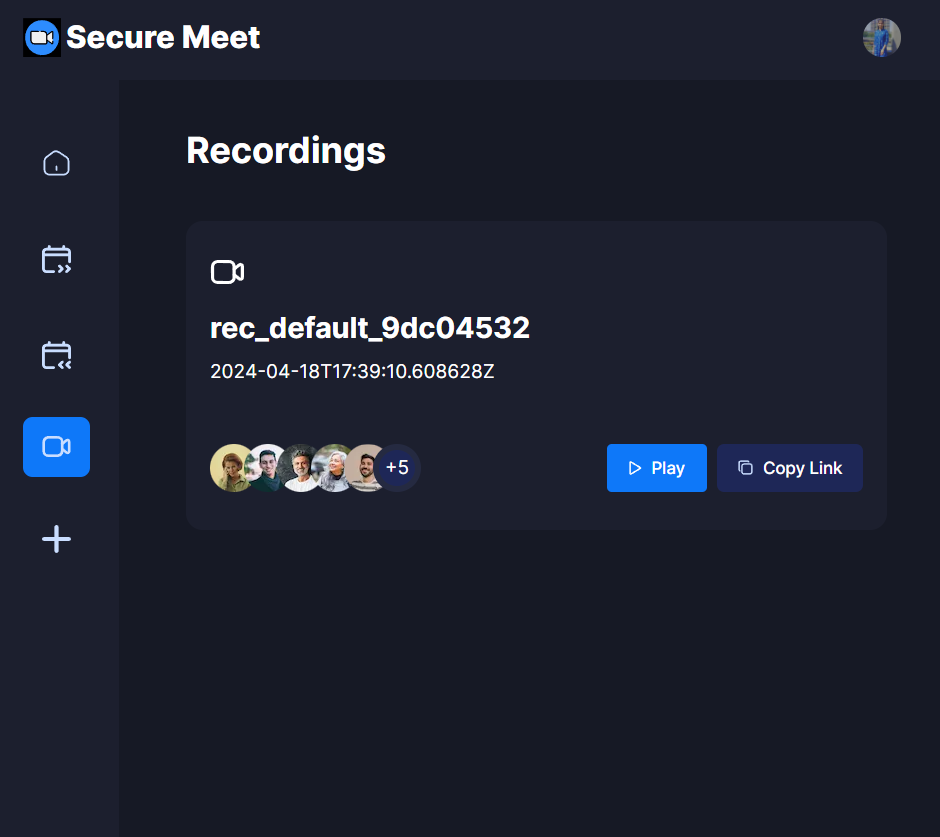 Secure Meet
Recordings
rec_default_9dc04532
2024-04-18T17:39:10.608628Z
+5
Play
Copy Link